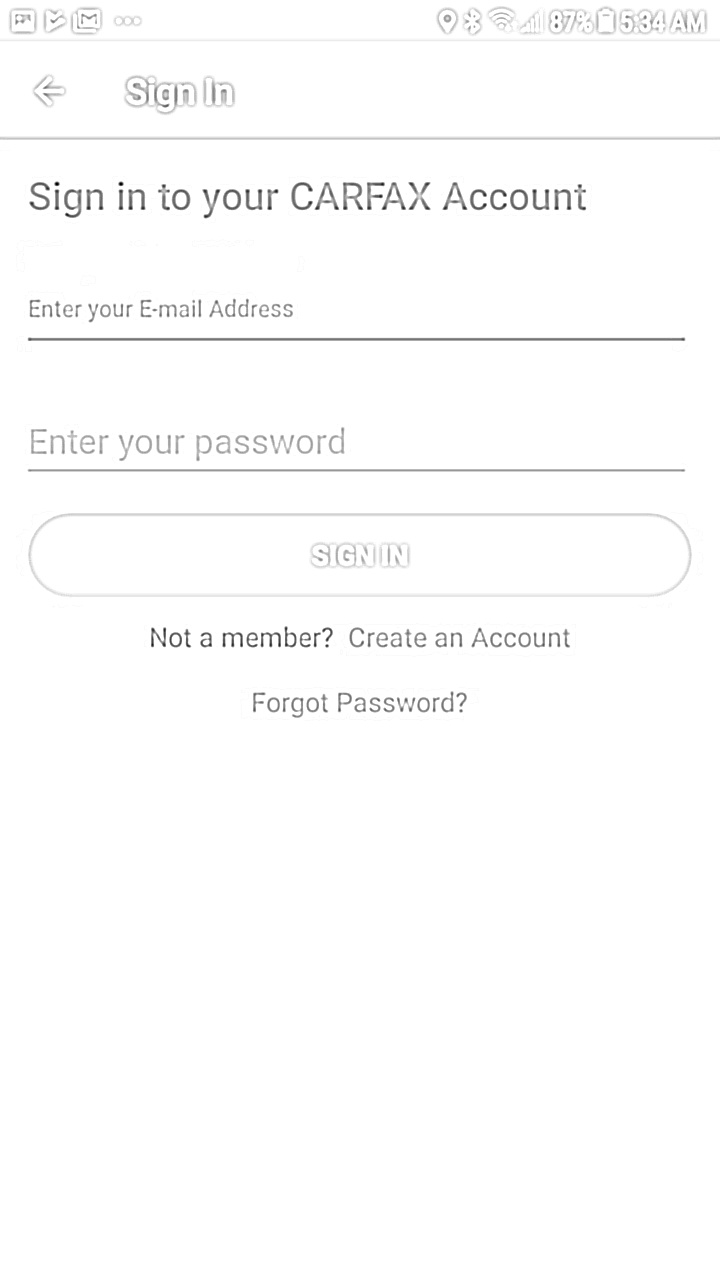 87% 5:34 AM
Sign In
Sign in to your CARFAX Account
Enter your E-mail Address
Enter your password
SIGN IN
Not a member? Create an Account
Forgot Password?